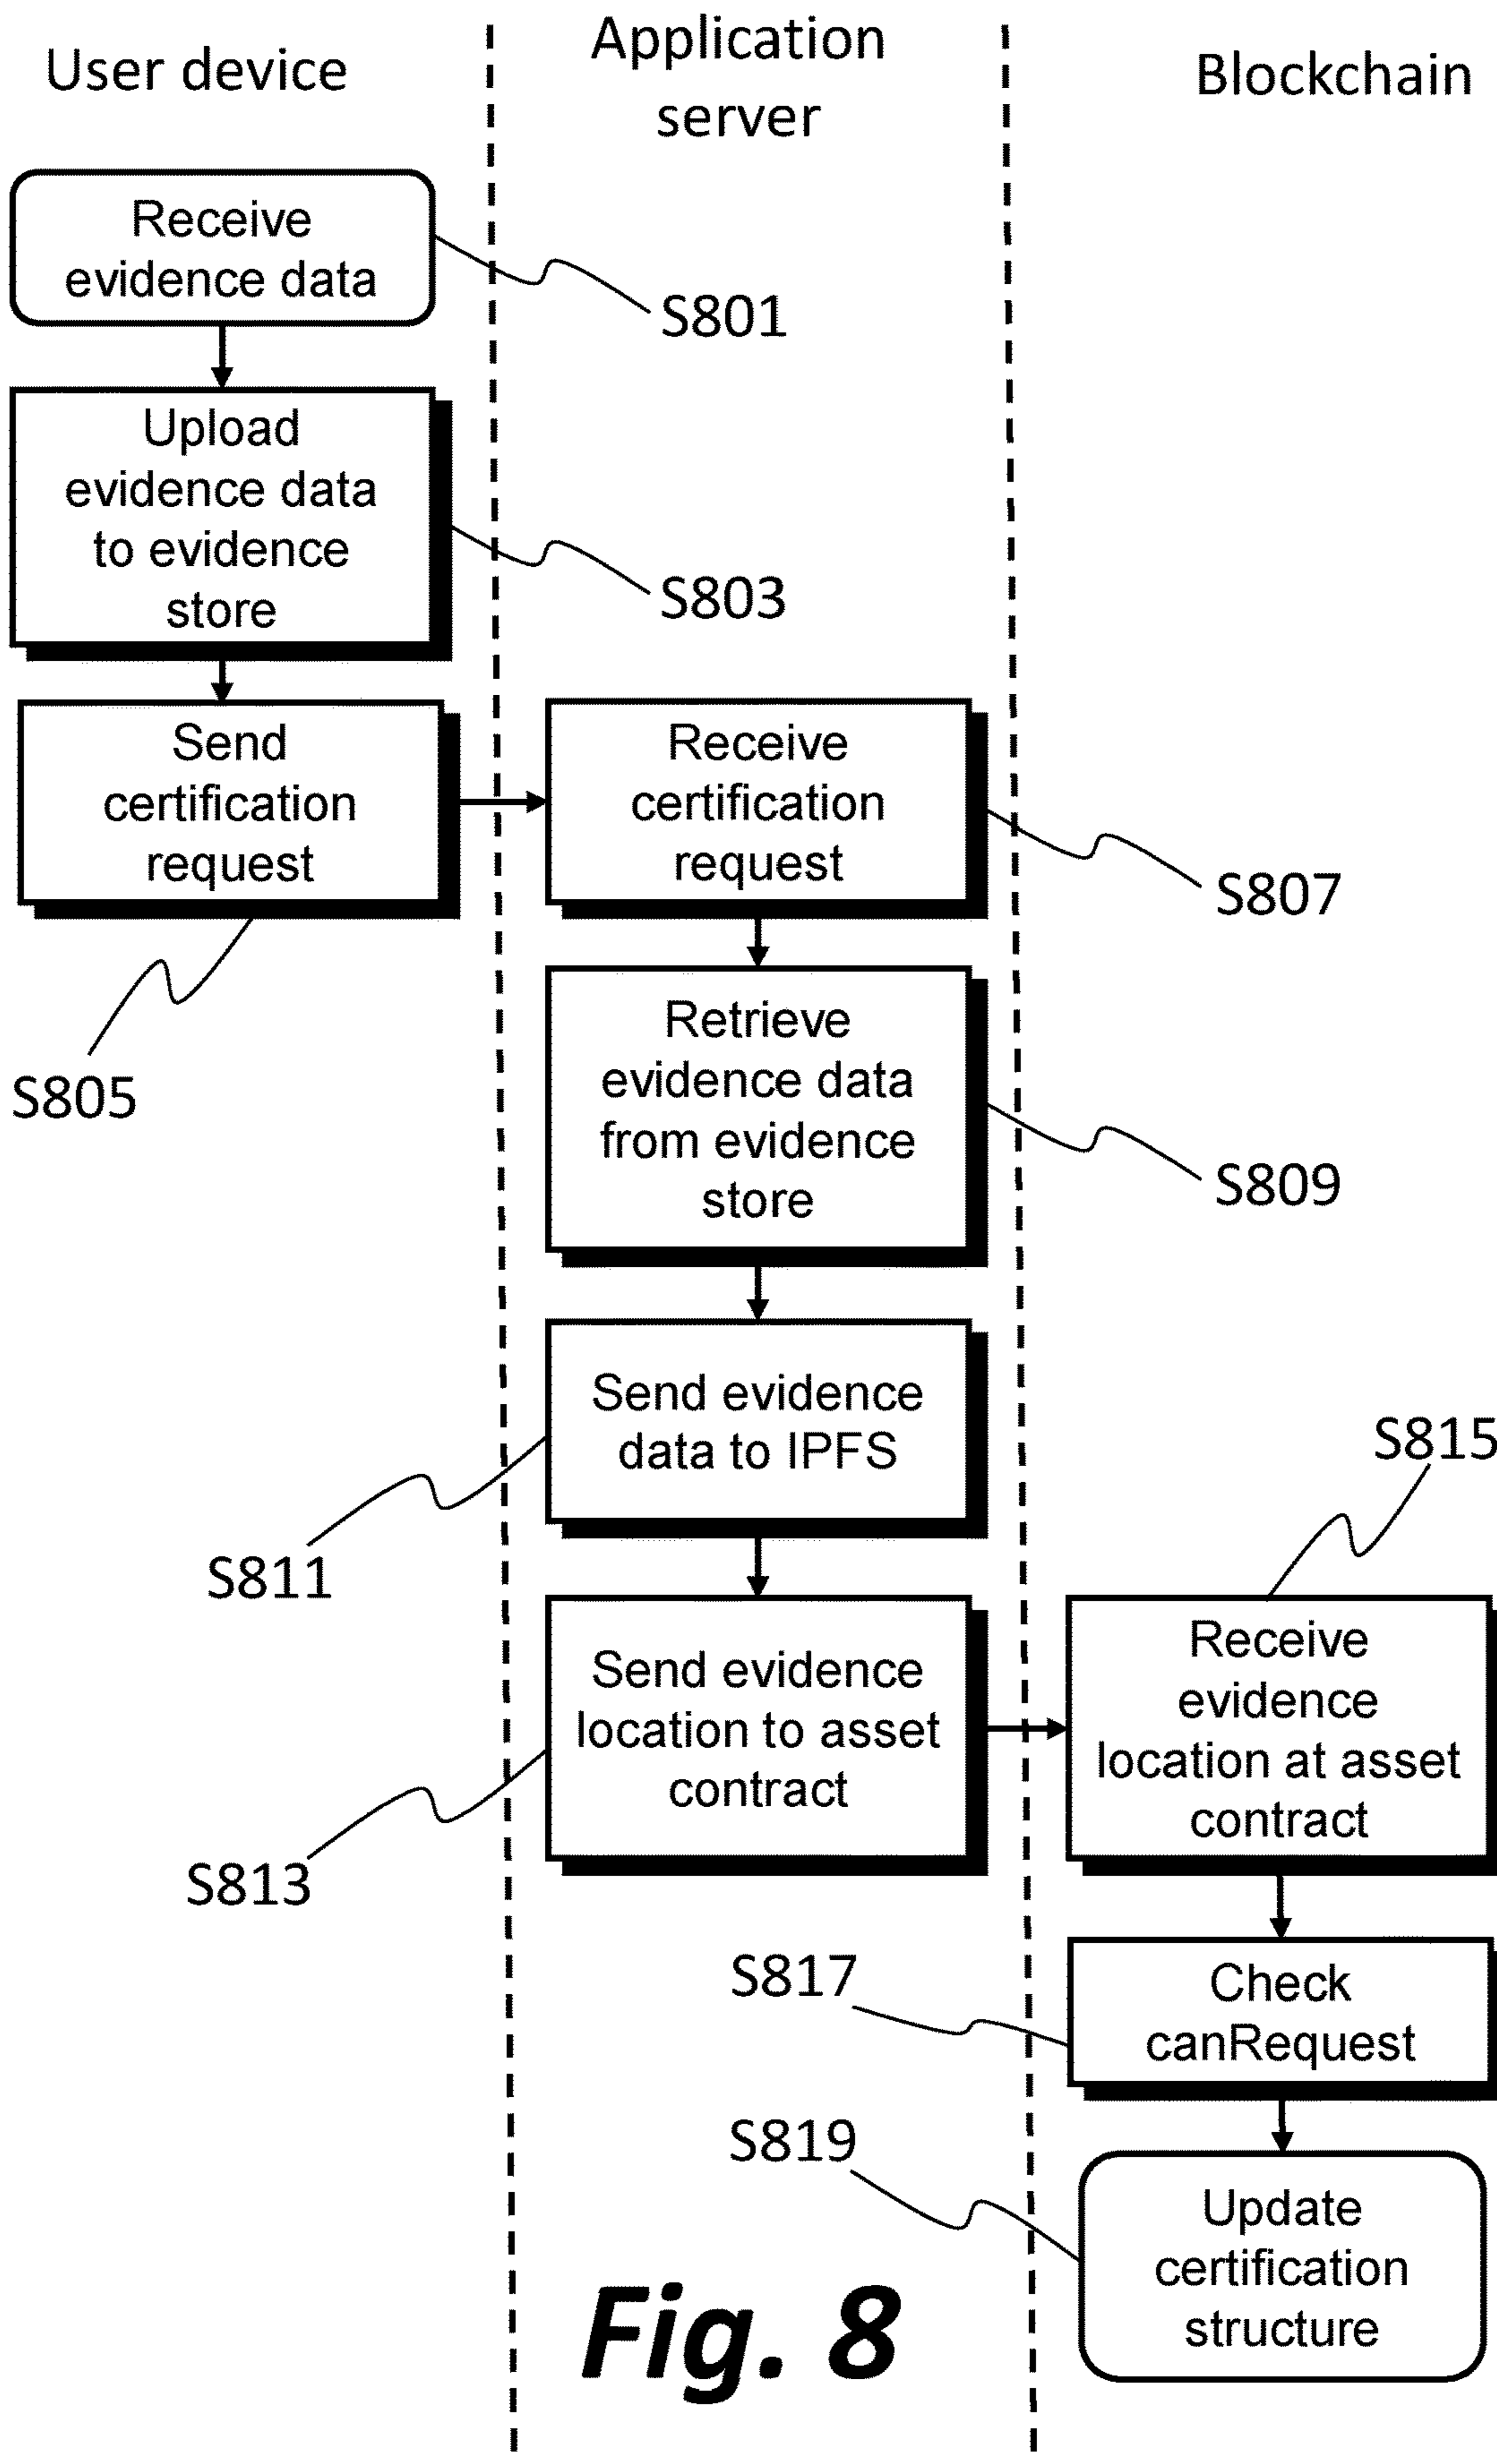 User device
Application
server
Blockchain
Receive
evidence data
S801
Upload
evidence data
to evidence
store
S803
Send
certification
request
S805
Receive
certification
request
S807
Retrieve
evidence data
from evidence
store
S809
Send evidence
data to IPFS
S811
Send evidence
location to asset
contract
S813
S815
Receive
evidence
location at asset
contract
S817
Check
canRequest
S819
Update
certification
structure
Fig. 8